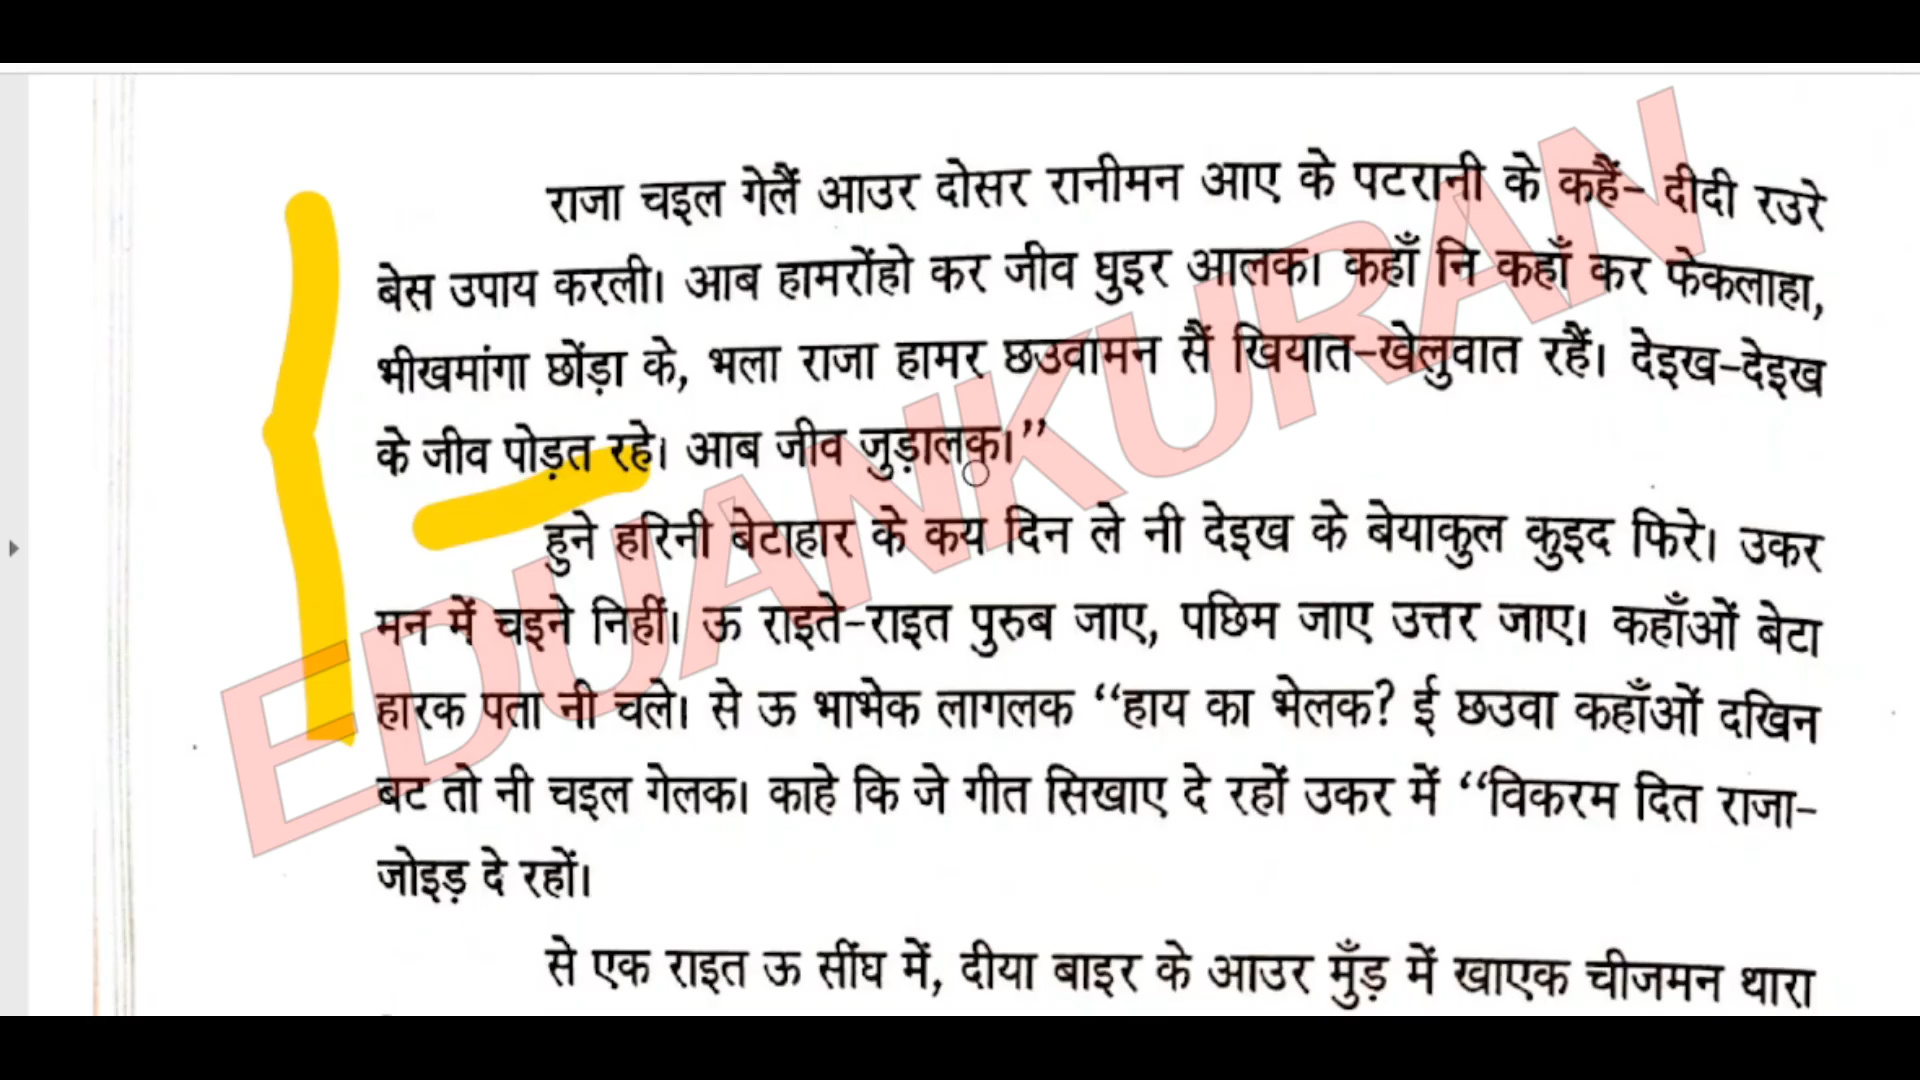 राजा चइल गेलैं आउर दोसर रानीमन आए के पटरानी के कहैं– दीदी रउरे
बेस उपाय करली। आब हामरोंहो कर जीव घुइर आलक। कहाँ नि कहाँ कर फेकलाहा,
भीखमांगा छोंड़ा के, भला राजा हामर छउवामन सैं खियात-खेलुवात रहैं। देइख-देइख
के जीव पोड़त रहे। आब जीव जुड़ालक।”
हुने हरिनी बेटाहार के कय दिन ले नी देइख के बेयाकुल कुइद फिरे। उकर
मन में चइने निहीं। ऊ राइते-राइत पुरुब जाए, पछिम जाए उत्तर जाए। कहाँओं बेटा
हारक पता नी चले। से ऊ भाभेक लागलक “हाय का भेलक? ई छउवा कहाँओं दखिन
बट तो नी चइल गेलक। काहे कि जे गीत सिखाए दे रहों उकर में “विकरम दित राजा-
जोइड़ दे रहों।
से एक राइत ऊ सींघ में, दीया बाइर के आउर मुँड़ में खाएक चीजमन थारा
EDUANKURAN